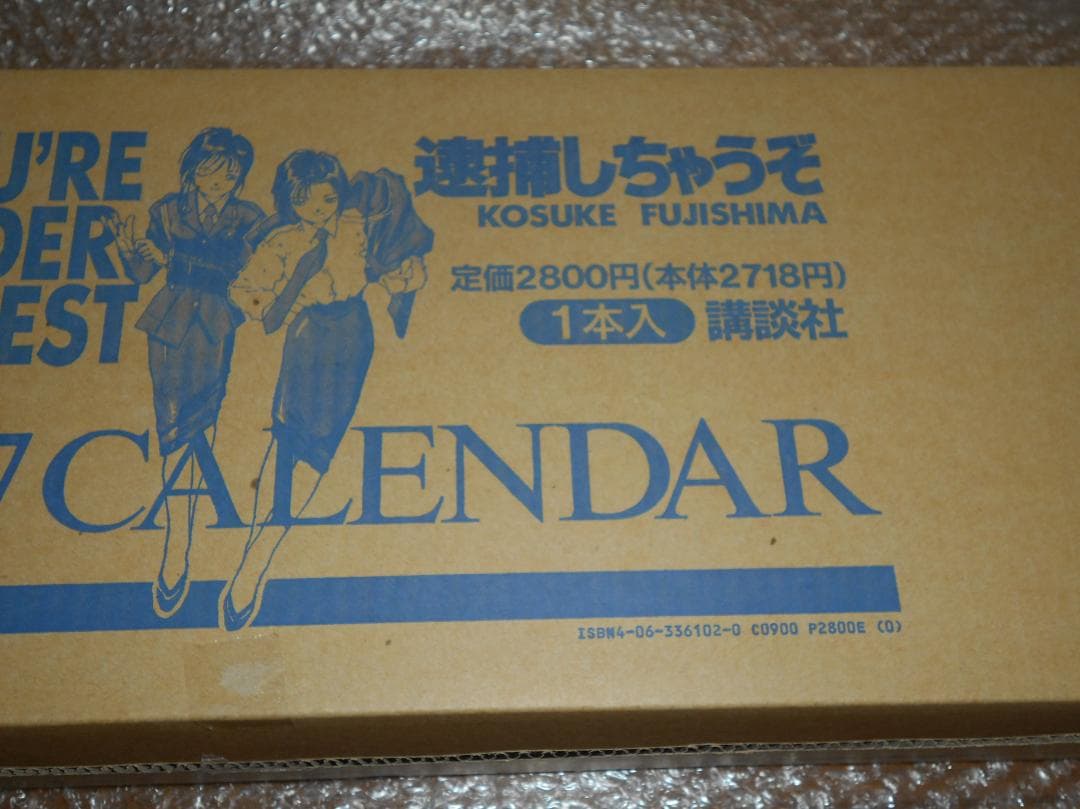 U'RE
DER
EST
逮捕しちゃうぞ
KOSUKE FUJISHIMA
定価2800円(本体2718円)
1本入 講談社
7 CALENDAR
ISBN4-06-336102-0 C0900 P2800E (0)